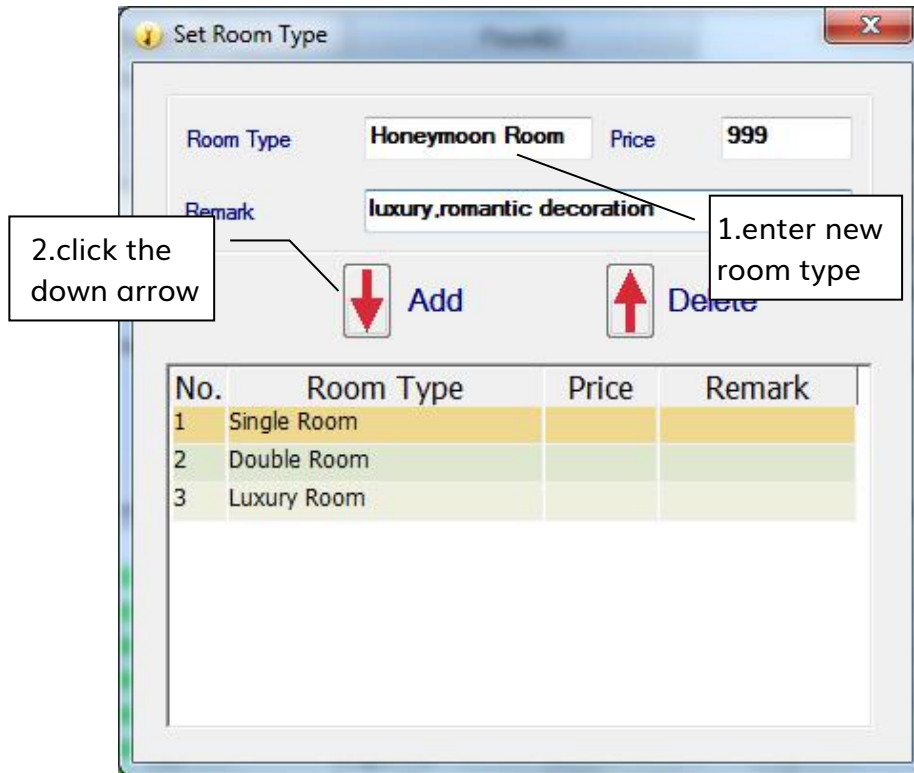 Set Room Type
X
Room Type Honeymoon Room Price 999
Remark luxury,romantic decoration
1.enter new
room type
2.click the
down arrow
Add Delete
No. Room Type Price Remark
1 Single Room
2 Double Room
3 Luxury Room